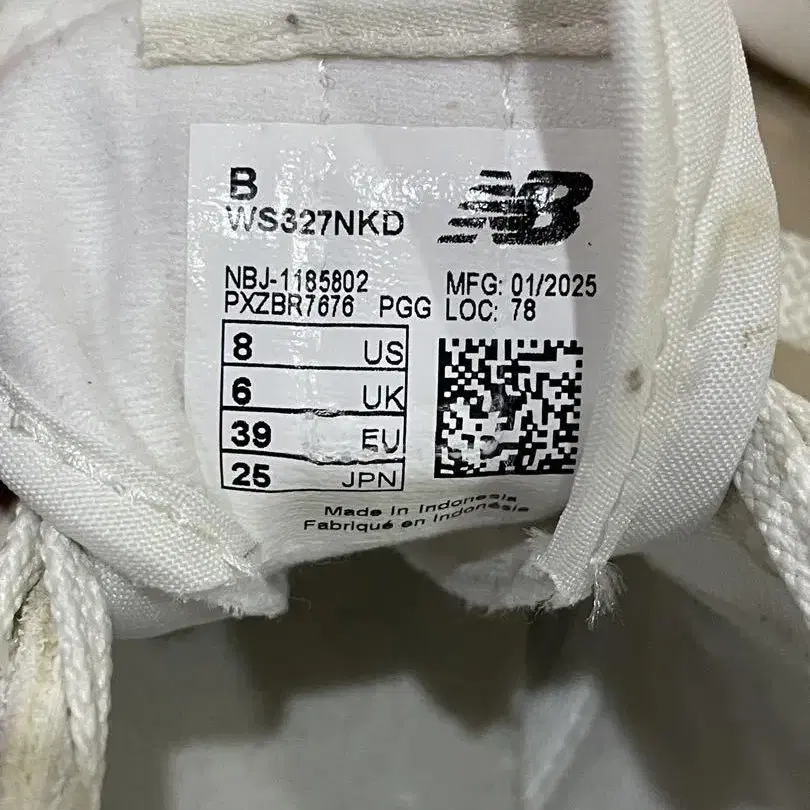 B
WS327NKD
NB
NBJ-1185802
PXZBR7676 PGG
MFG: 01/2025
LOC: 78
8 US
6 UK
39 EU
25 JPN
Made In Indonesia
Fabriqué en Indonésie